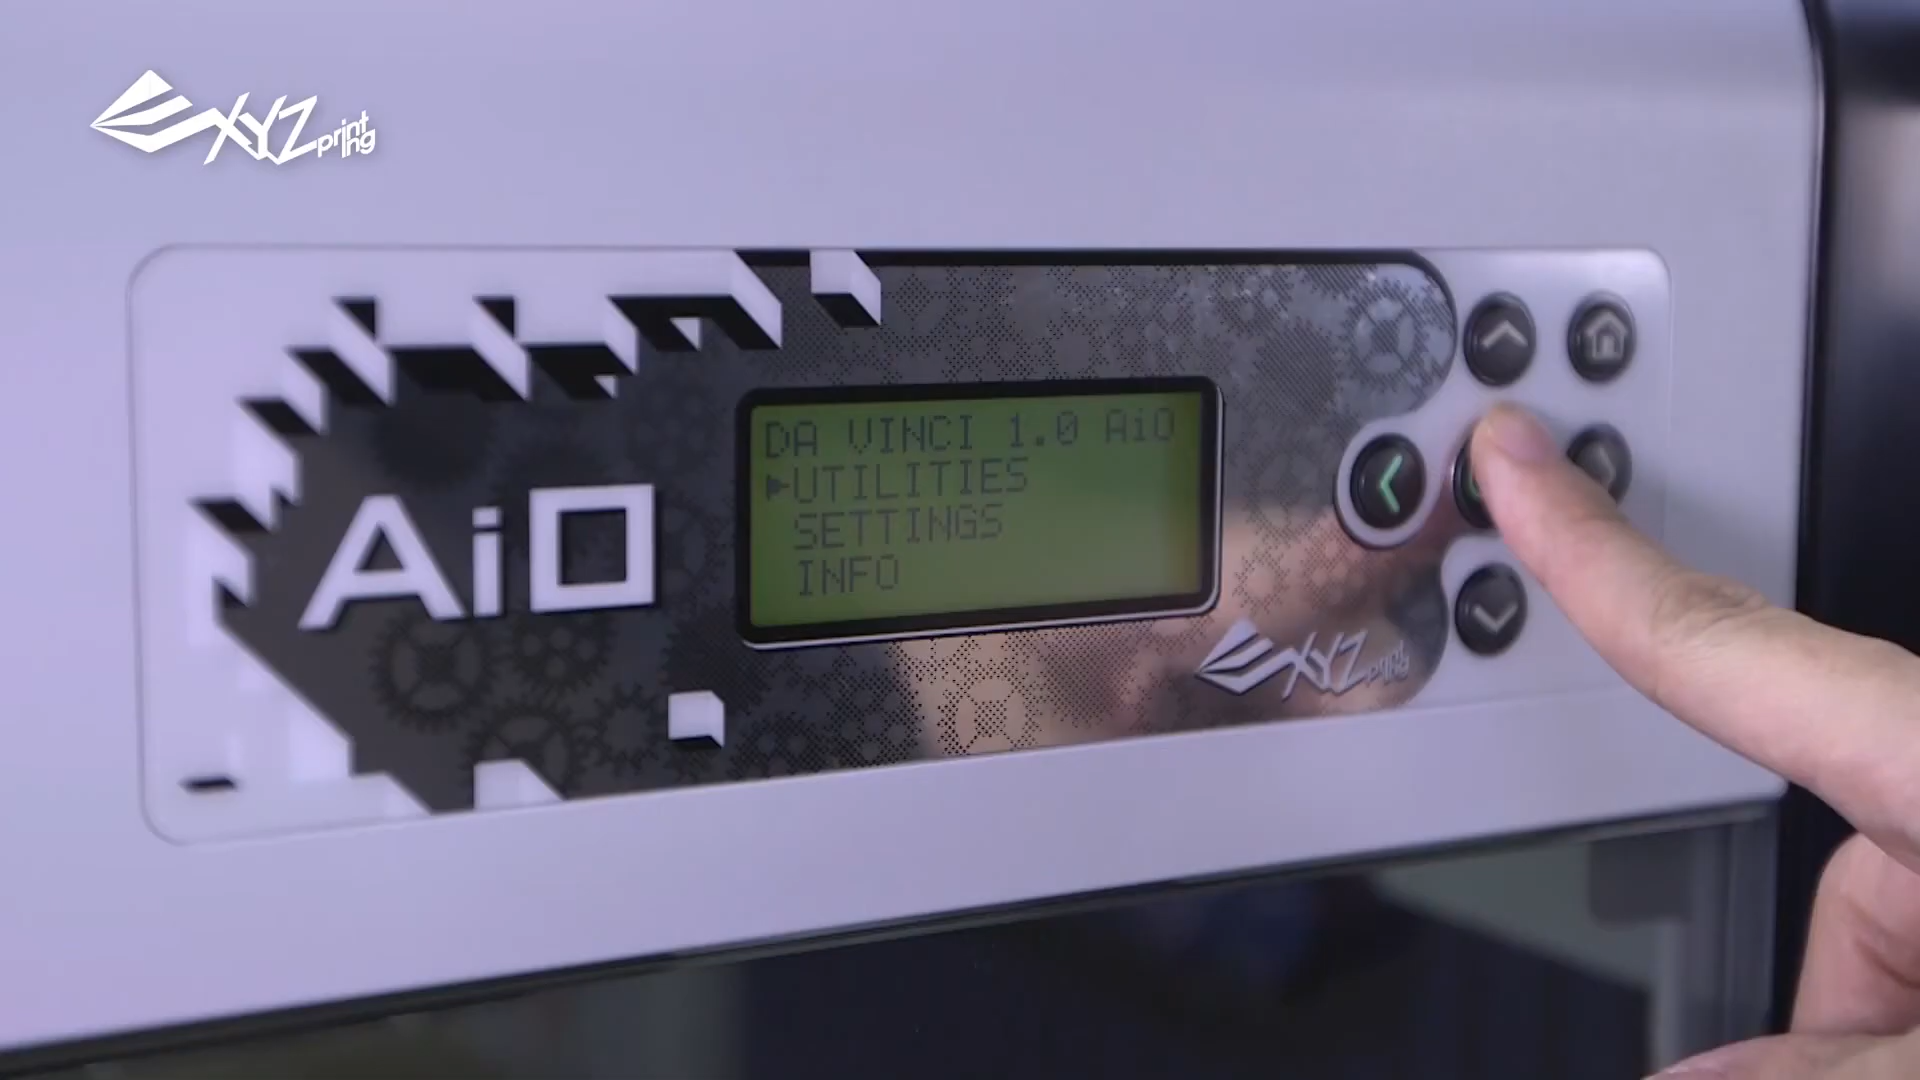 XYZprinting
AiO
DA VINCI 1.0 AiO
UTILITIES
SETTINGS
INFO
XYZprinting